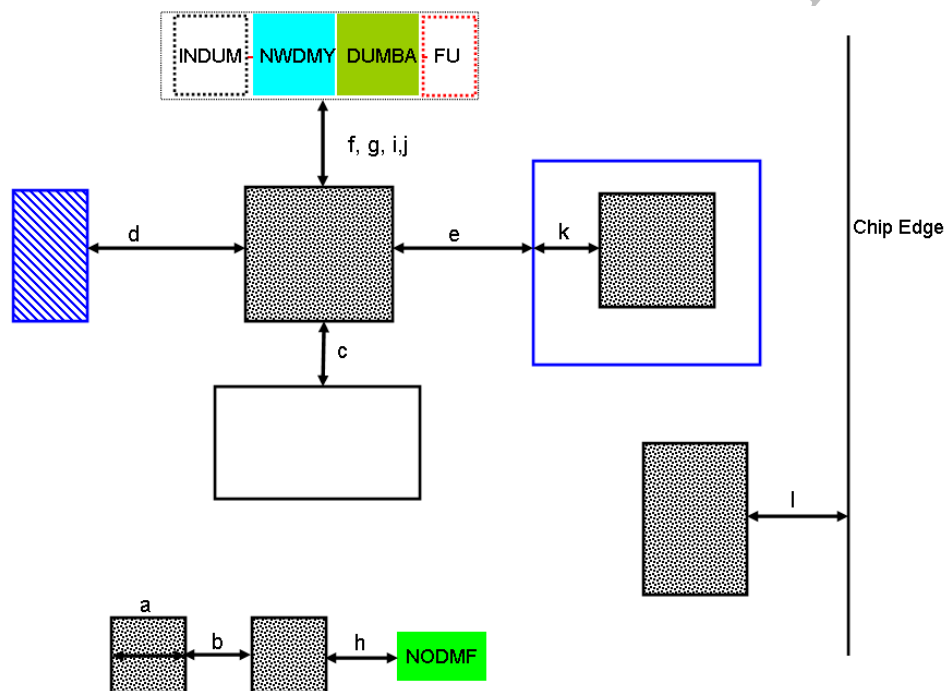 INDUM NWDMY DUMBA FU
f, g, i,j
d
e
k
Chip Edge
c
l
a
b
h
NODMF